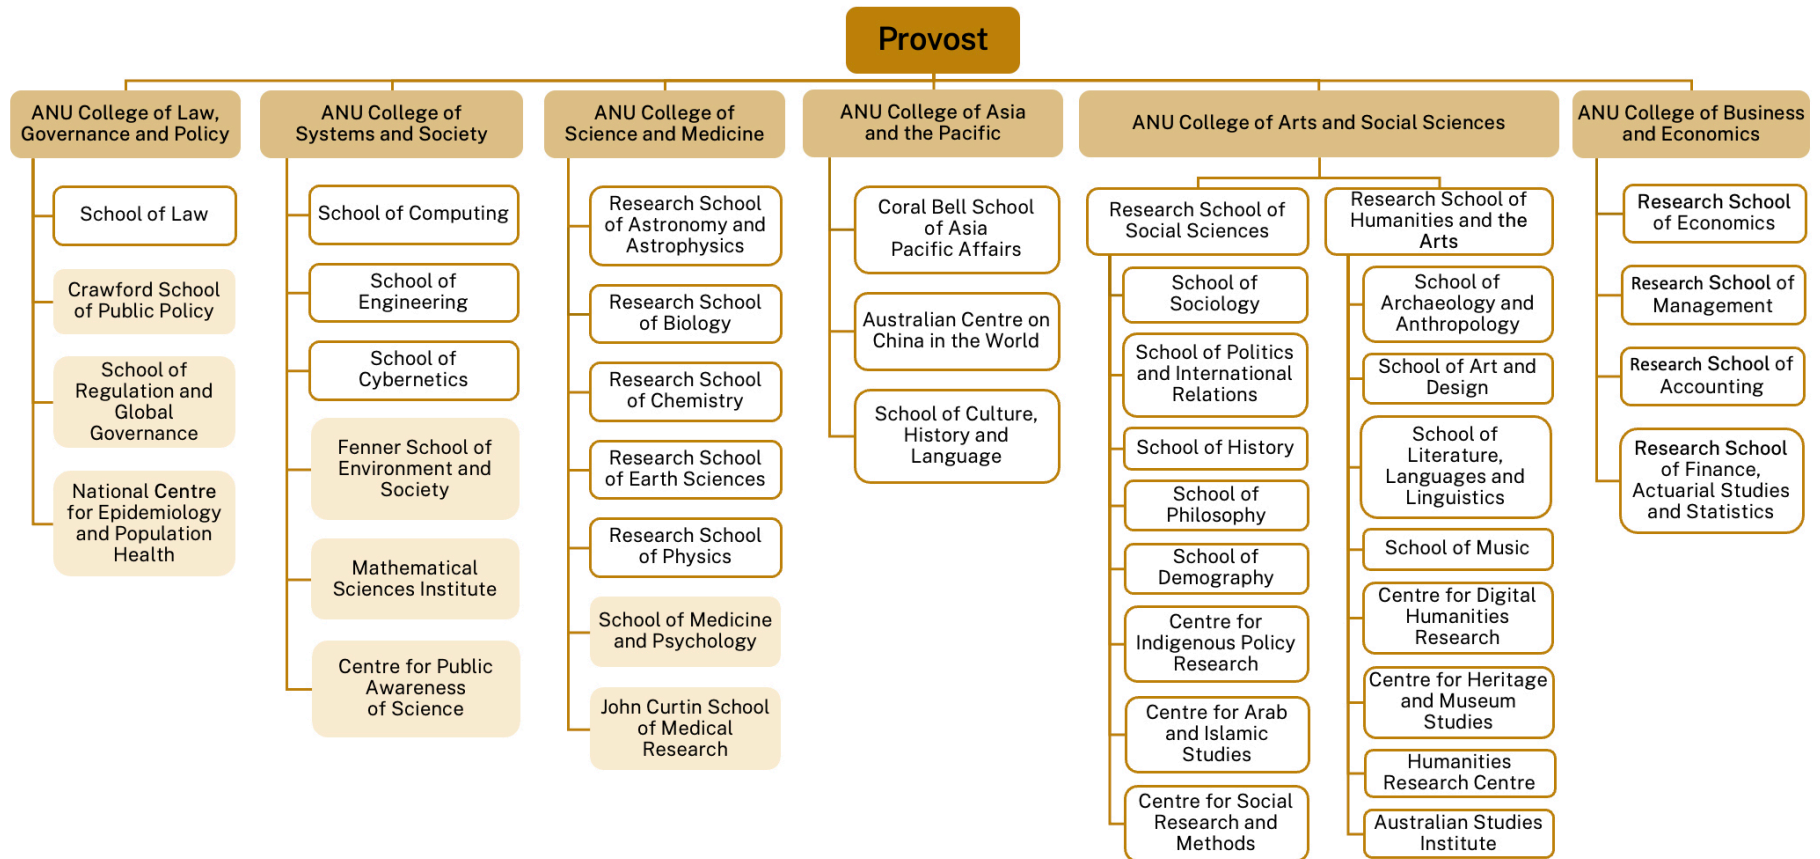 Provost
ANU College of Law,
Governance and Policy
School of Law
Crawford School
of Public Policy
School of
Regulation and
Global
Governance
National Centre
for Epidemiology
and Population
Health
ANU College of
Systems and Society
School of Computing
School of
Engineering
School of
Cybernetics
Fenner School of
Environment and
Society
Mathematical
Sciences Institute
Centre for Public
Awareness
of Science
ANU College of
Science and Medicine
Research School
of Astronomy and
Astrophysics
Research School
of Biology
Research School
of Chemistry
Research School
of Earth Sciences
Research School
of Physics
School of Medicine
and Psychology
John Curtin School
of Medical
Research
ANU College of Asia
and the Pacific
Coral Bell School
of Asia
Pacific Affairs
Australian Centre on
China in the World
School of Culture,
History and
Language
ANU College of Arts and Social Sciences
Research School of
Social Sciences
School of
Sociology
School of Politics
and International
Relations
School of History
School of
Philosophy
School of
Demography
Centre for
Indigenous Policy
Research
Centre for Arab
and Islamic
Studies
Centre for Social
Research and
Methods
Research School of
Humanities and the
Arts
School of
Archaeology and
Anthropology
School of Art and
Design
School of
Literature,
Languages and
Linguistics
School of Music
Centre for Digital
Humanities
Research
Centre for Heritage
and Museum
Studies
Humanities
Research Centre
Australian Studies
Institute
ANU College of Business
and Economics
Research School
of Economics
Research School of
Management
Research School of
Accounting
Research School
of Finance,
Actuarial Studies
and Statistics